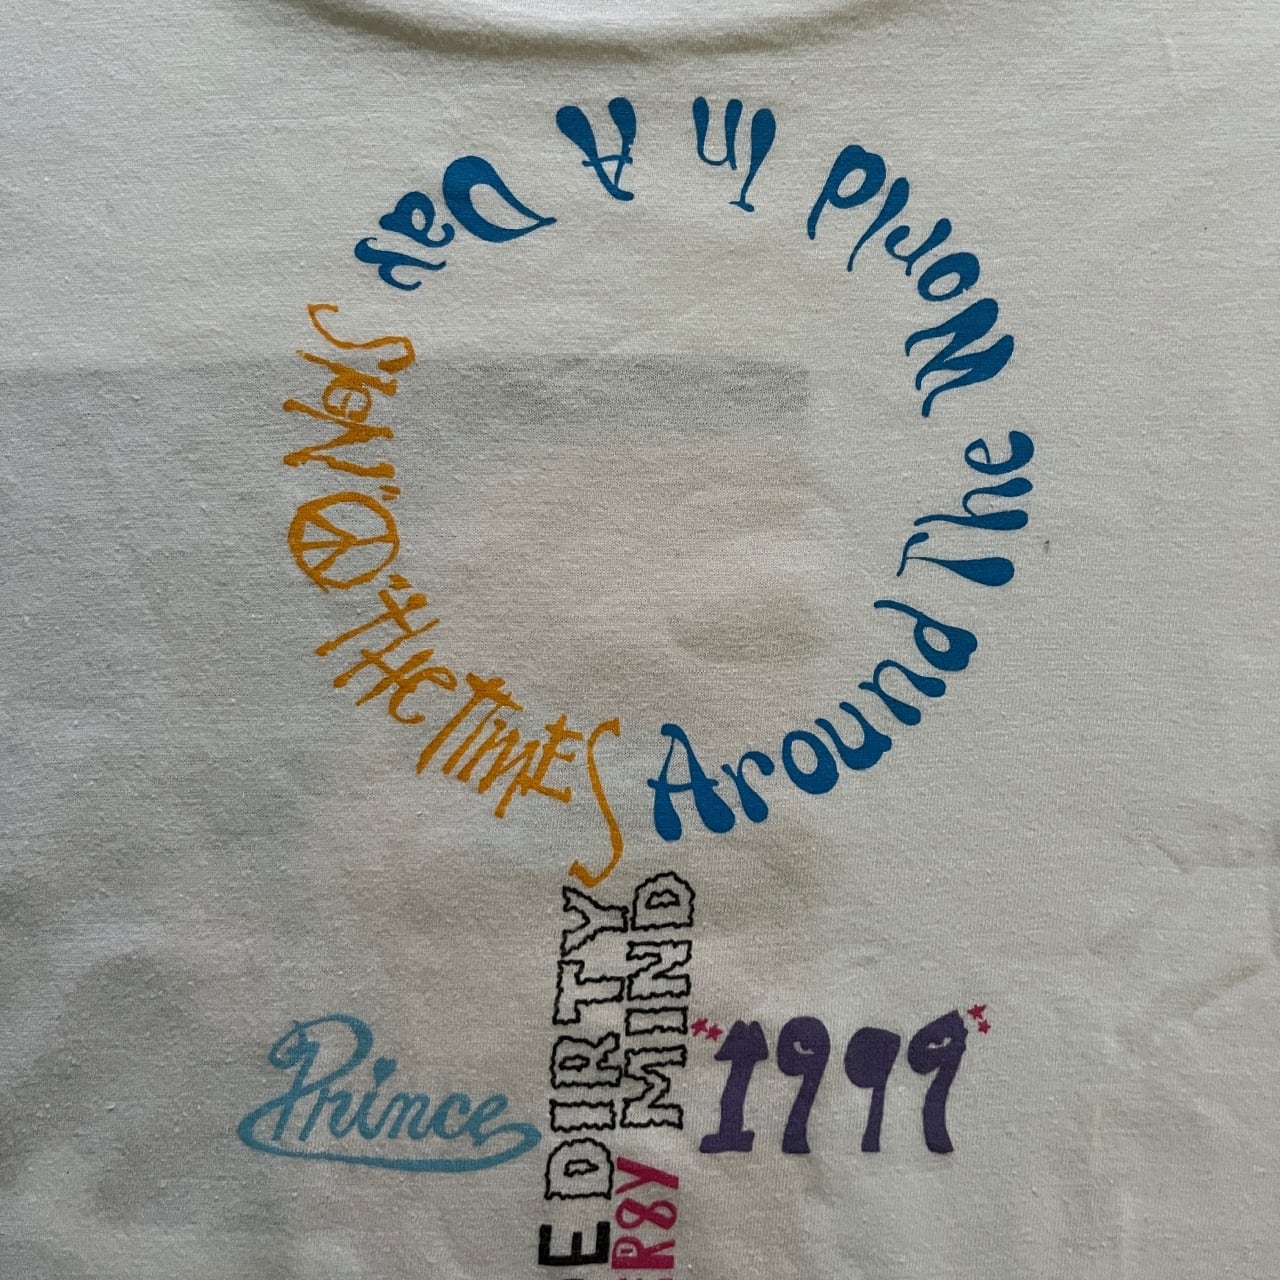 Around The World In A Day
SIGN "☮" THE TIMES
DIRTY
MIND
Prince
1999